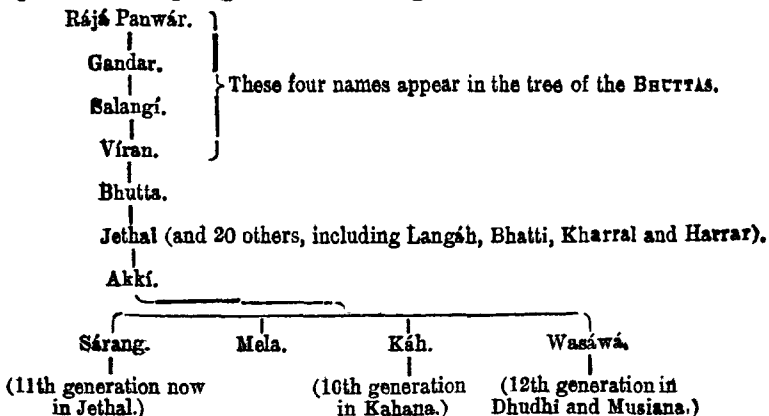 Rájá Panwár.
Gandar.
These four names appear in the tree of the BHUTTAS.
Salangí.
Víran.
Bhutta.
Jethal (and 20 others, including Langáh, Bhatti, Kharral and Harrar).
Akkí.
Sárang. Mela. Káh. Wasáwá.
(11th generation now (10th generation (12th generation in
in Jethal.) in Kahana.) Dhudhi and Musiana.)